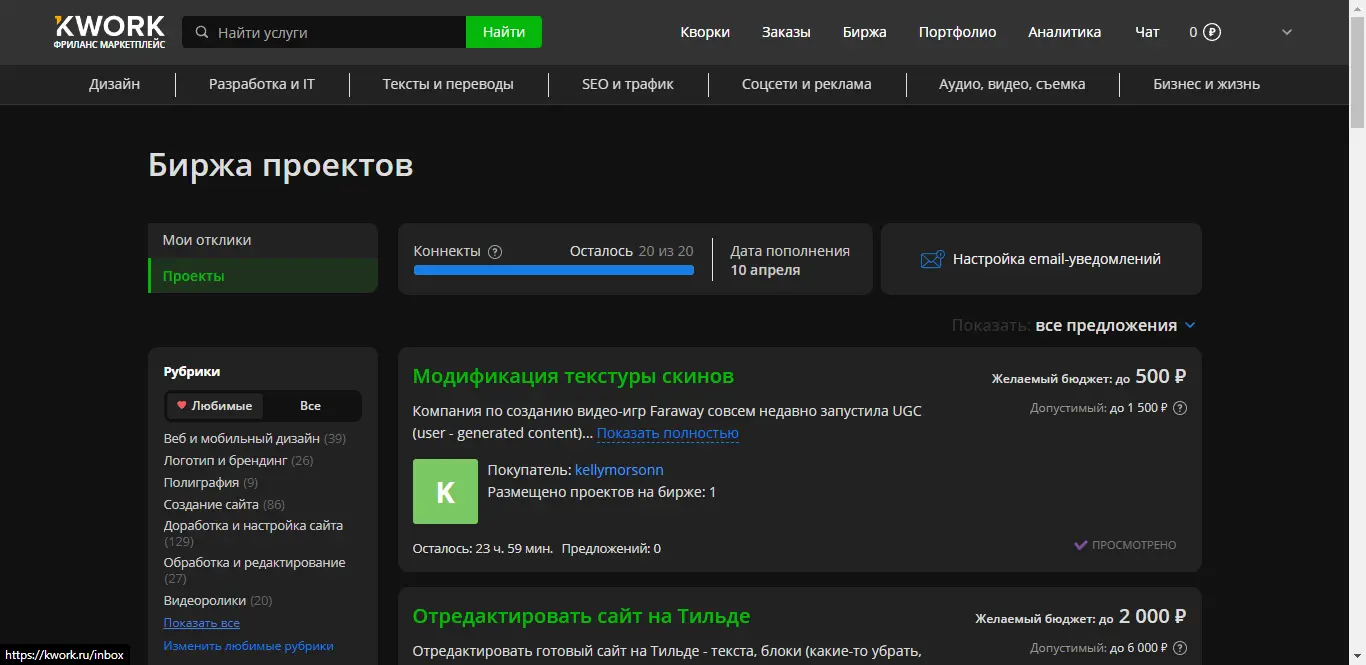 KWORK
ФРИЛАНС МАРКЕТПЛЕЙС
Найти услуги
Найти
Кворки
Заказы
Биржа
Портфолио
Аналитика
Чат
0 ₽
Дизайн
Разработка и IT
Тексты и переводы
SEO и трафик
Соцсети и реклама
Аудио, видео, съемка
Бизнес и жизнь
Биржа проектов
Мои отклики
Проекты
Коннекты ?
Осталось 20 из 20
Дата пополнения
10 апреля
Настройка email-уведомлений
Показать: все предложения
Рубрики
Любимые
Все
Веб и мобильный дизайн (39)
Логотип и брендинг (26)
Полиграфия (9)
Создание сайта (86)
Доработка и настройка сайта
(129)
Обработка и редактирование
(27)
Видеоролики (20)
Показать все
Изменить любимые рубрики
Модификация текстуры скинов
Желаемый бюджет: до 500 ₽
Допустимый: до 1 500 ₽ ?
Компания по созданию видео-игр Faraway совсем недавно запустила UGC
(user - generated content)... Показать полностью
K
Покупатель: kellymorsonn
Размещено проектов на бирже: 1
Осталось: 23 ч. 59 мин. Предложений: 0
ПРОСМОТРЕНО
Отредактировать сайт на Тильде
Желаемый бюджет: до 2 000 ₽
Допустимый: до 6 000 ₽ ?
Отредактировать готовый сайт на Тильде - текста, блоки (какие-то убрать,
https://kwork.ru/inbox